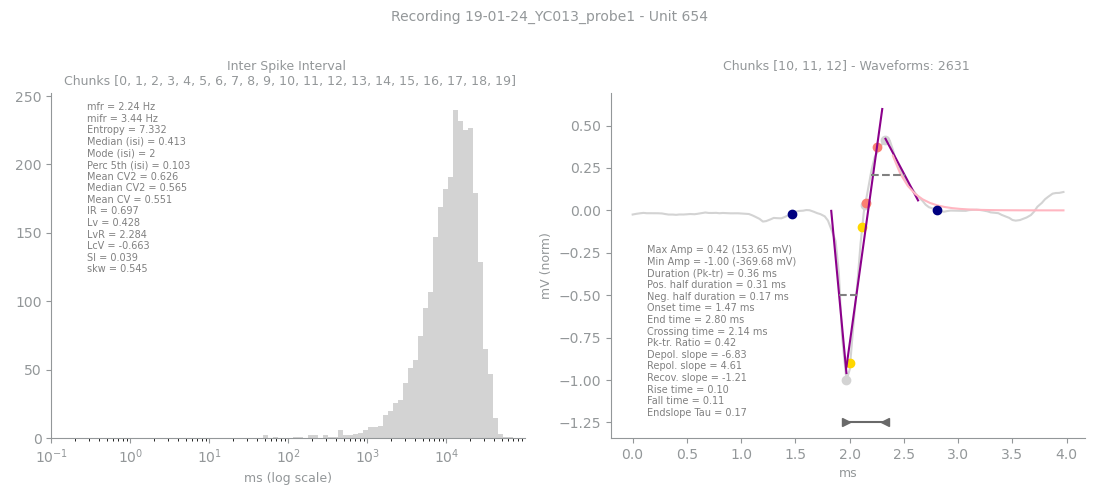 Recording 19-01-24_YC013_probe1 - Unit 654
Inter Spike Interval
Chunks [0, 1, 2, 3, 4, 5, 6, 7, 8, 9, 10, 11, 12, 13, 14, 15, 16, 17, 18, 19]
250
200
150
100
50
0
mfr = 2.24 Hz
mifr = 3.44 Hz
Entropy = 7.332
Median (isi) = 0.413
Mode (isi) = 2
Perc 5th (isi) = 0.103
Mean CV2 = 0.626
Median CV2 = 0.565
Mean CV = 0.551
IR = 0.697
Lv = 0.428
LvR = 2.284
LcV = -0.663
SI = 0.039
skw = 0.545
10⁻¹ 10⁰ 10¹ 10² 10³ 10⁴
ms (log scale)
Chunks [10, 11, 12] - Waveforms: 2631
mV (norm)
0.50
0.25
0.00
−0.25
−0.50
−0.75
−1.00
−1.25
Max Amp = 0.42 (153.65 mV)
Min Amp = -1.00 (-369.68 mV)
Duration (Pk-tr) = 0.36 ms
Pos. half duration = 0.31 ms
Neg. half duration = 0.17 ms
Onset time = 1.47 ms
End time = 2.80 ms
Crossing time = 2.14 ms
Pk-tr. Ratio = 0.42
Depol. slope = -6.83
Repol. slope = 4.61
Recov. slope = -1.21
Rise time = 0.10
Fall time = 0.11
Endslope Tau = 0.17
0.0 0.5 1.0 1.5 2.0 2.5 3.0 3.5 4.0
ms